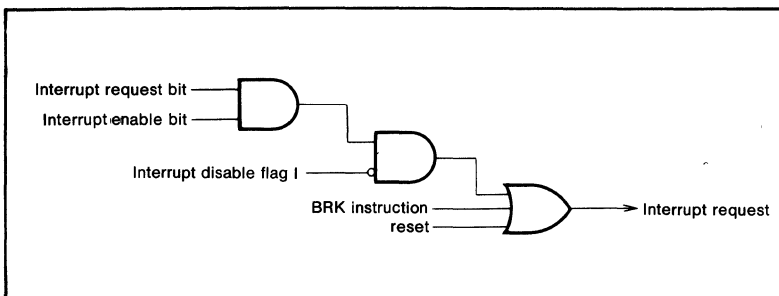 Interrupt request bit
Interrupt enable bit
Interrupt disable flag I
BRK instruction
reset
Interrupt request